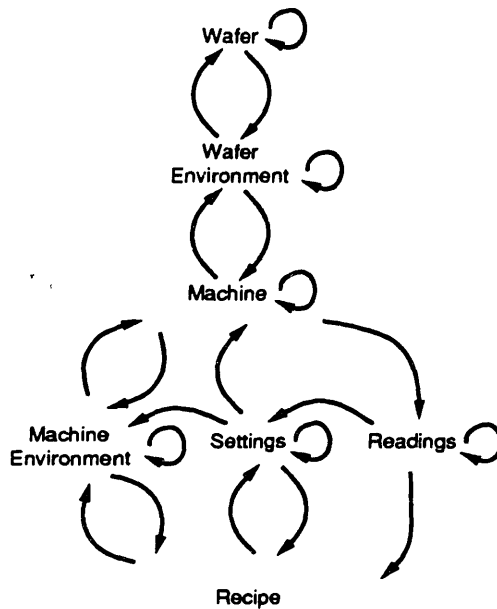 Wafer
Wafer
Environment
Machine
Machine
Environment
Settings
Readings
Recipe